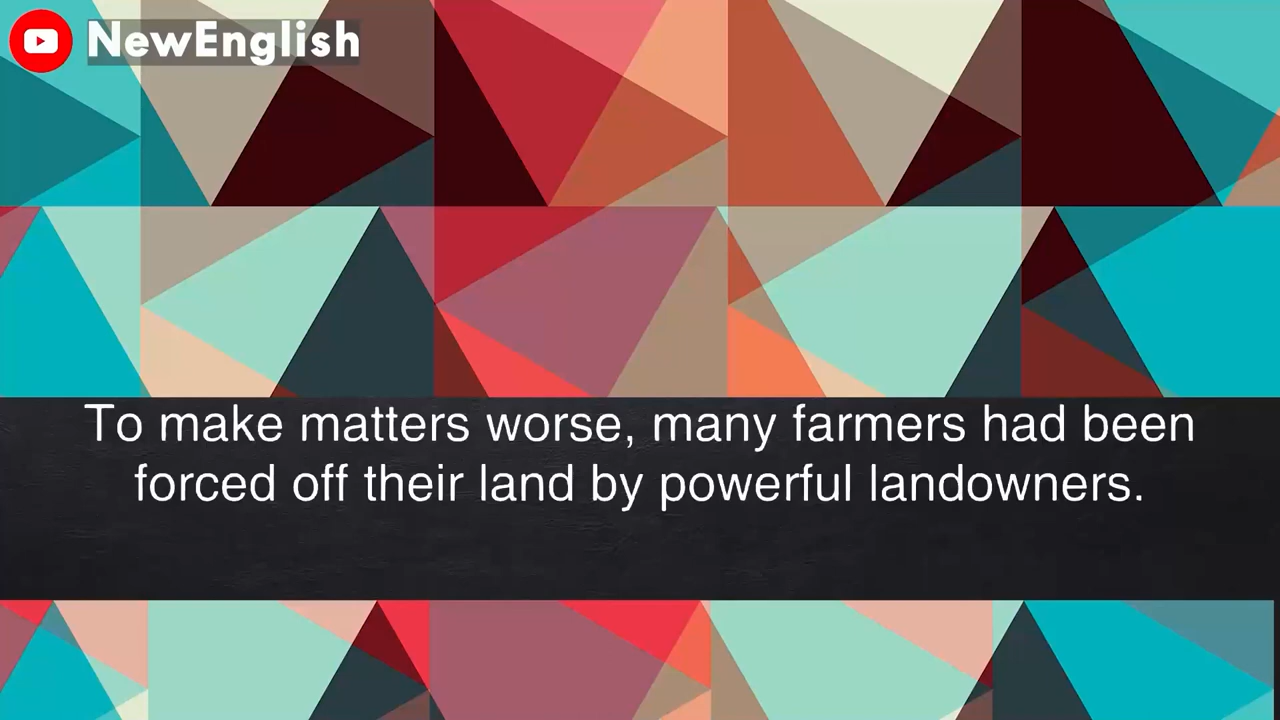 NewEnglish
To make matters worse, many farmers had been
forced off their land by powerful landowners.